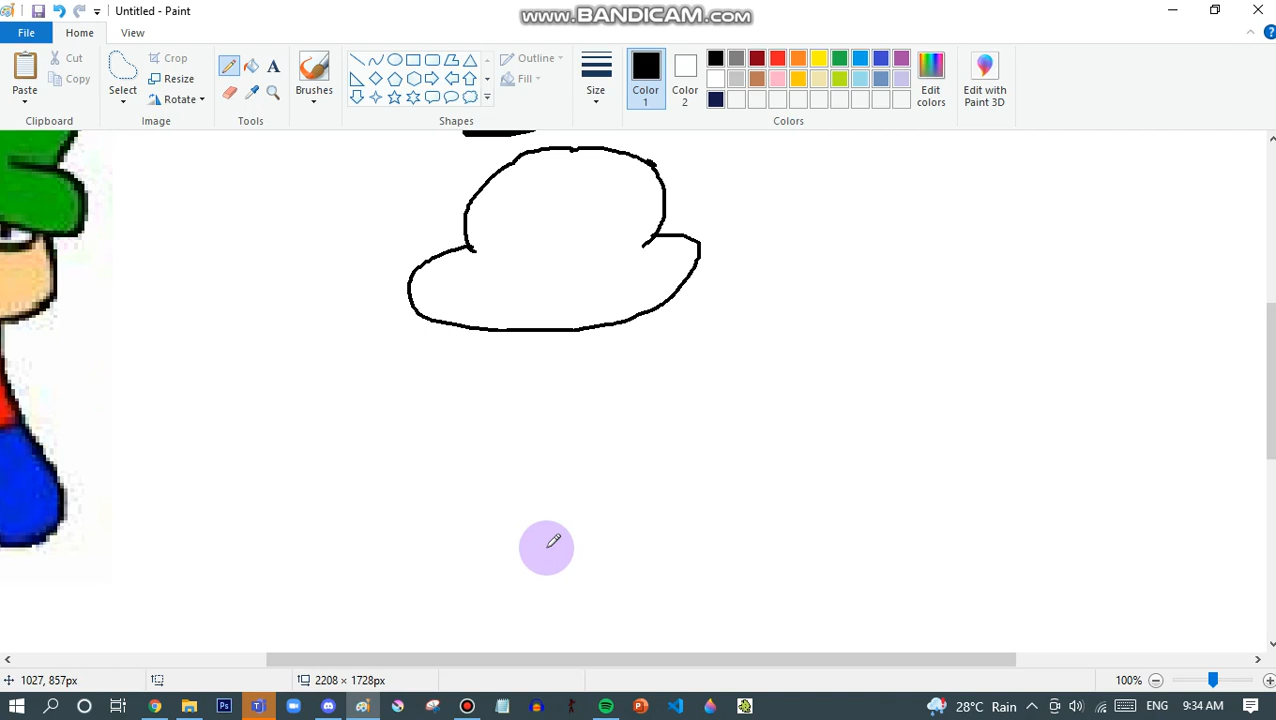 Untitled - Paint
www.BANDICAM.com
File
Home
View
Paste
Cut
Copy
Clipboard
Select
Crop
Resize
Rotate
Image
A
Tools
Brushes
Outline
Fill
Shapes
Size
Color 1
Color 2
Edit colors
Colors
Edit with Paint 3D
1027, 857px
2208 × 1728px
100%
Ps
28°C Rain
ENG
9:34 AM